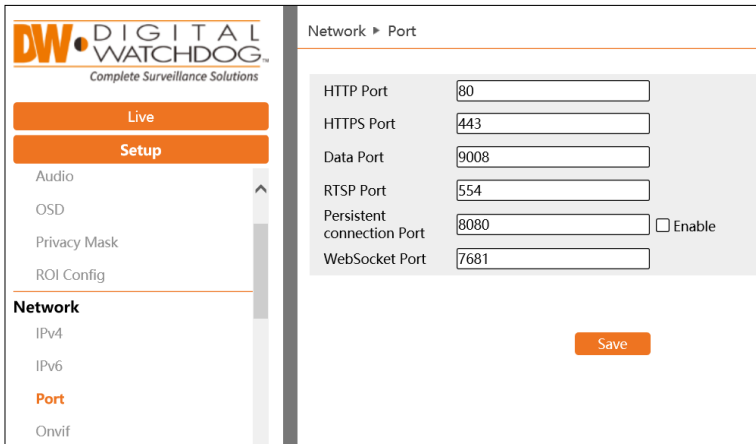 DW DIGITAL
WATCHDOG™
Complete Surveillance Solutions
Live
Setup
Audio
OSD
Privacy Mask
ROI Config
Network
IPv4
IPv6
Port
Onvif
Network ▶ Port
HTTP Port 80
HTTPS Port 443
Data Port 9008
RTSP Port 554
Persistent
connection Port 8080 Enable
WebSocket Port 7681
Save